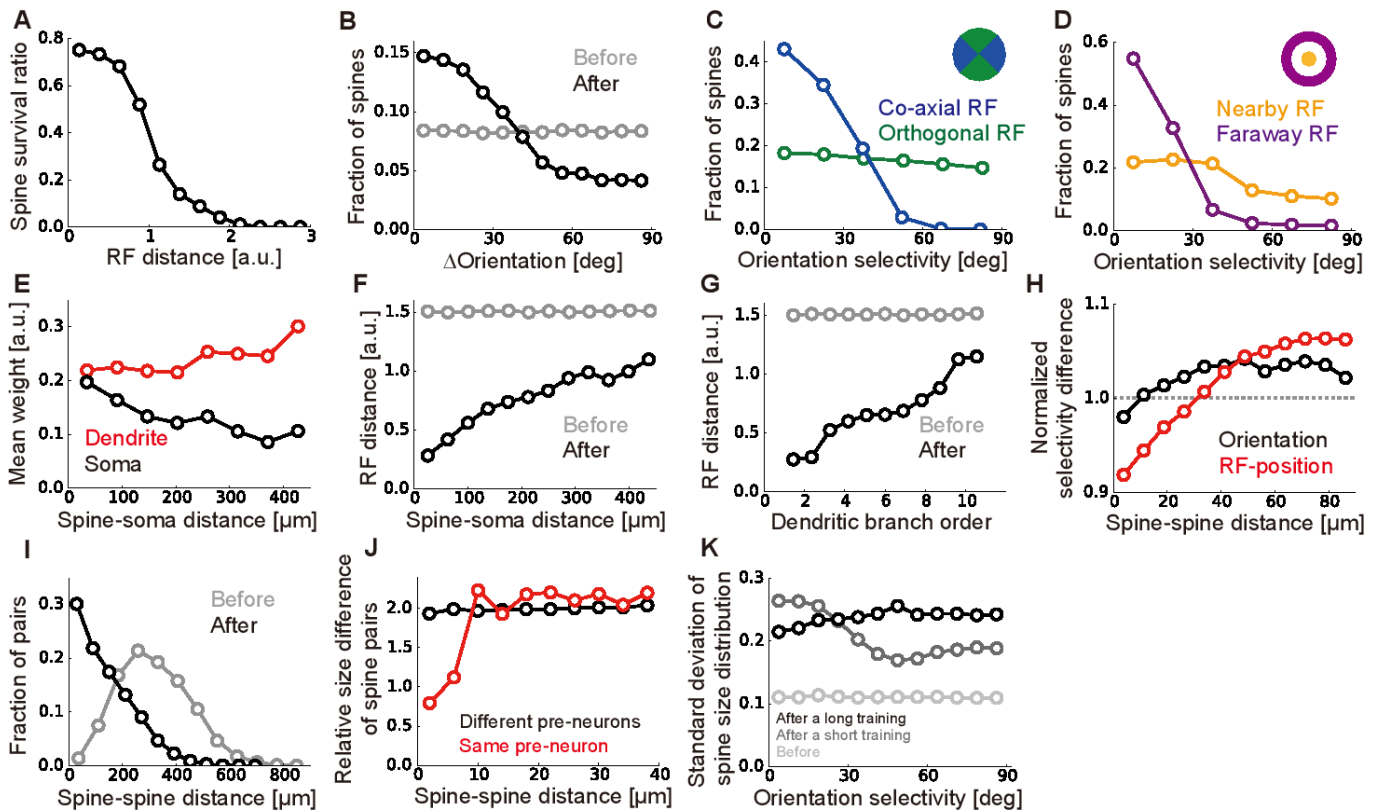 A
Spine survival ratio
0.8
0.6
0.4
0.2
0.0
0 1 2 3
RF distance [a.u.]
B
Fraction of spines
0.15
0.10
0.05
0.00
0 30 60 90
ΔOrientation [deg]
Before
After
C
Fraction of spines
0.4
0.2
0.0
0 30 60 90
Orientation selectivity [deg]
Co-axial RF
Orthogonal RF
D
Fraction of spines
0.6
0.4
0.2
0.0
0 30 60 90
Orientation selectivity [deg]
Nearby RF
Faraway RF
E
Mean weight [a.u.]
0.3
0.2
0.1
0.0
0 100 200 300 400
Spine-soma distance [µm]
Dendrite
Soma
F
RF distance [a.u.]
1.5
1.0
0.5
0.0
0 100 200 300 400
Spine-soma distance [µm]
Before
After
G
RF distance [a.u.]
1.5
1.0
0.5
0.0
0 2 4 6 8 10
Dendritic branch order
Before
After
H
Normalized
selectivity difference
1.1
1.0
0.9
0 20 40 60 80
Spine-spine distance [µm]
Orientation
RF-position
I
Fraction of pairs
0.3
0.2
0.1
0.0
0 200 400 600 800
Spine-spine distance [µm]
Before
After
J
Relative size difference
of spine pairs
2.0
1.5
1.0
0.5
0.0
0 10 20 30 40
Spine-spine distance [µm]
Different pre-neurons
Same pre-neuron
K
Standard deviation of
spine size distribution
0.3
0.2
0.1
0.0
0 30 60 90
Orientation selectivity [deg]
After a long training
After a short training
Before